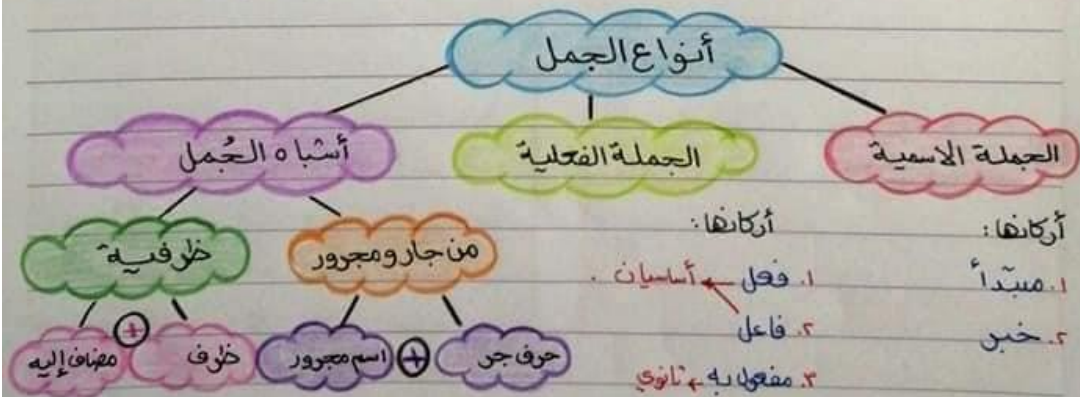 أنواع الجمل
الجملة الاسمية
الجملة الفعلية
أشباه الجُمل
أركانها:
١. مبتدأ
٢. خبر
أركانها:
١. فعل ← أساسيان.
٢. فاعل
٣. مفعول به ← ثانوي
من جار ومجرور
ظرفية
حرف جر + اسم مجرور
ظرف + مضاف إليه